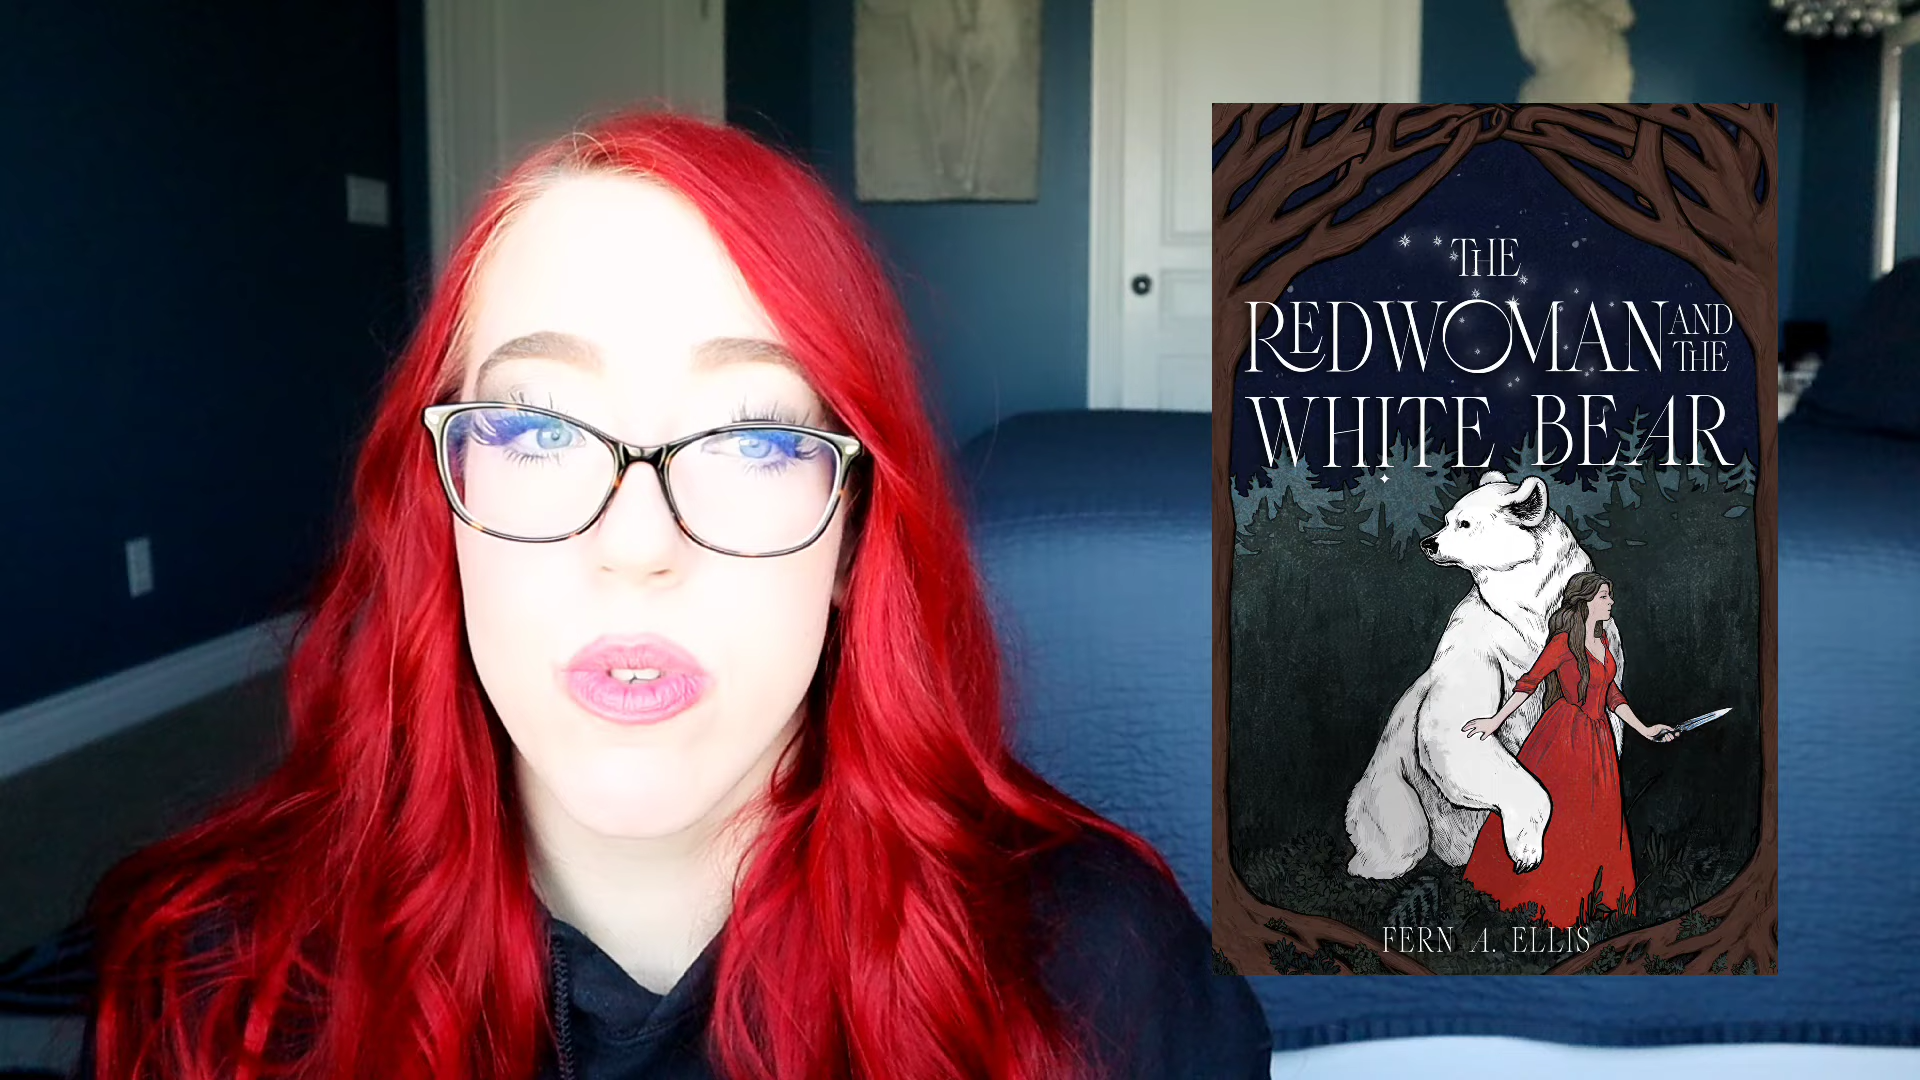 THE
REDWOMAN AND THE
WHITE BEAR
FERN A. ELLIS